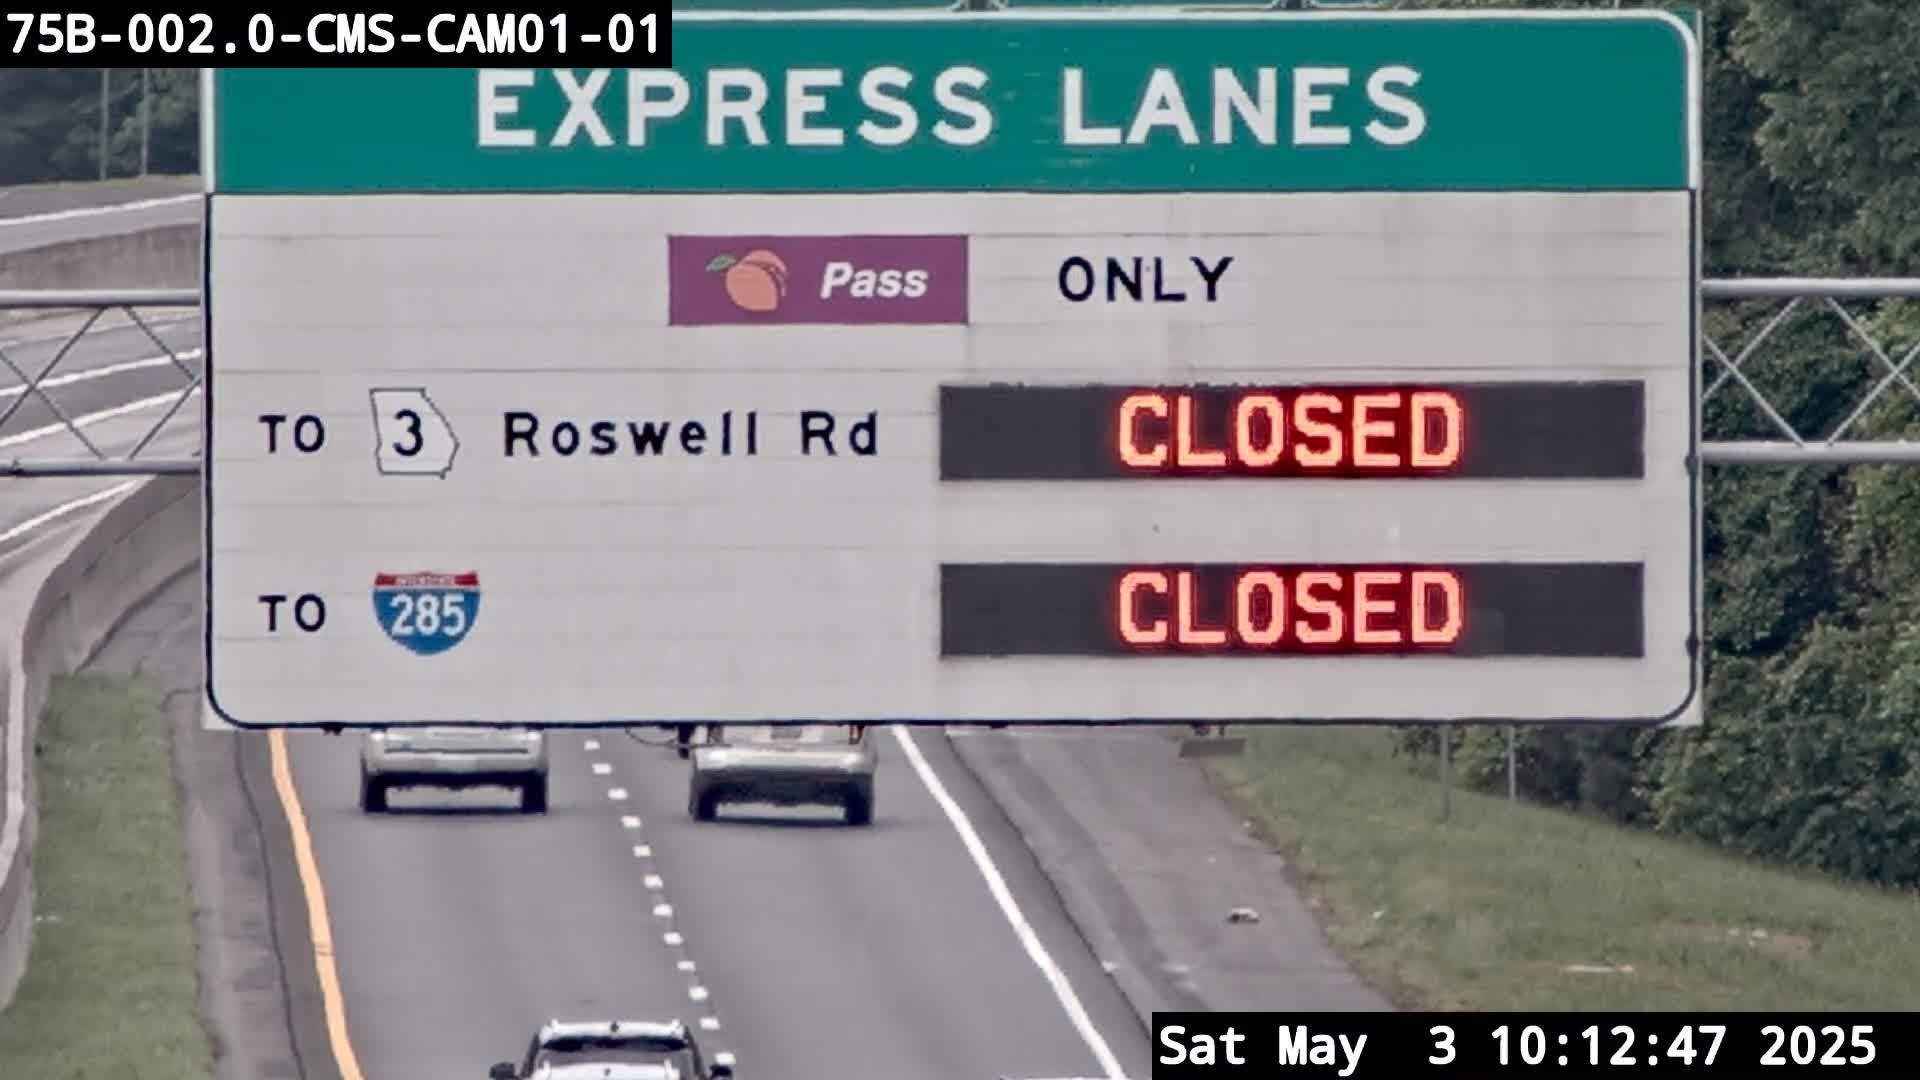 75B-002.0-CMS-CAM01-01
EXPRESS LANES
Pass ONLY
TO 3 Roswell Rd CLOSED
INTERSTATE
TO 285 CLOSED
Sat May 3 10:12:47 2025